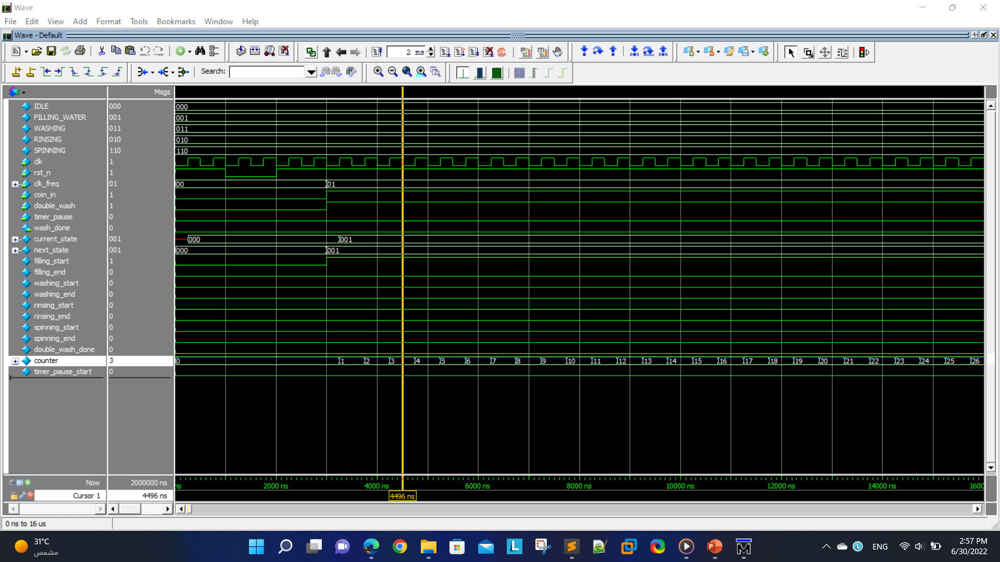 Wave
File Edit View Add Format Tools Bookmarks Window Help
Wave - Default
2 ms
Search:
Msgs
IDLE 000 000
FILLING_WATER 001 001
WASHING 011 011
RINSING 010 010
SPINNING 110 110
clk 1
rst_n 1
clk_freq 01 00 01
coin_in 1
double_wash 1
timer_pause 0
wash_done 0
current_state 001 000 001
next_state 001 000 001
filling_start 1
filling_end 0
washing_start 0
washing_end 0
rinsing_start 0
rinsing_end 0
spinning_start 0
spinning_end 0
double_wash_done 0
counter 3 0 1 2 3 4 5 6 7 8 9 10 11 12 13 14 15 16 17 18 19 20 21 22 23 24 25 26
timer_pause_start 0
Now 2000000 ns ns 2000 ns 4000 ns 6000 ns 8000 ns 10000 ns 12000 ns 14000 ns 1600
Cursor 1 4496 ns 4496 ns
0 ns to 16 us
31°C
مشمس
ENG
2:57 PM
6/30/2022